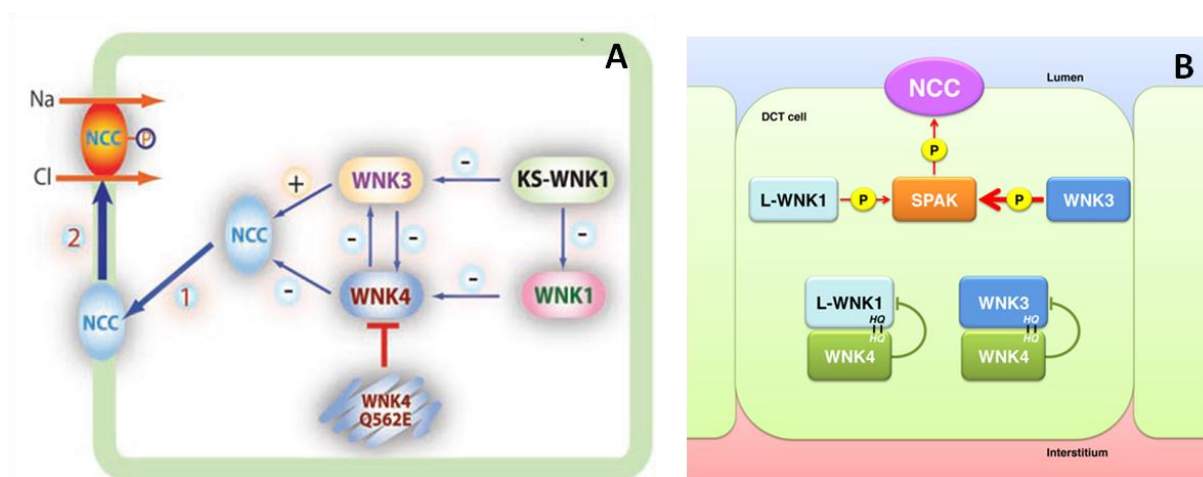 A
Na
NCC
P
Cl
2
NCC
1
NCC
+
WNK3
-
KS-WNK1
-
-
-
-
WNK4
-
WNK1
WNK4
Q562E
B
NCC
Lumen
DCT cell
P
L-WNK1
P
SPAK
P
WNK3
L-WNK1
HQ
HQ
WNK4
WNK3
HQ
HQ
WNK4
Interstitium